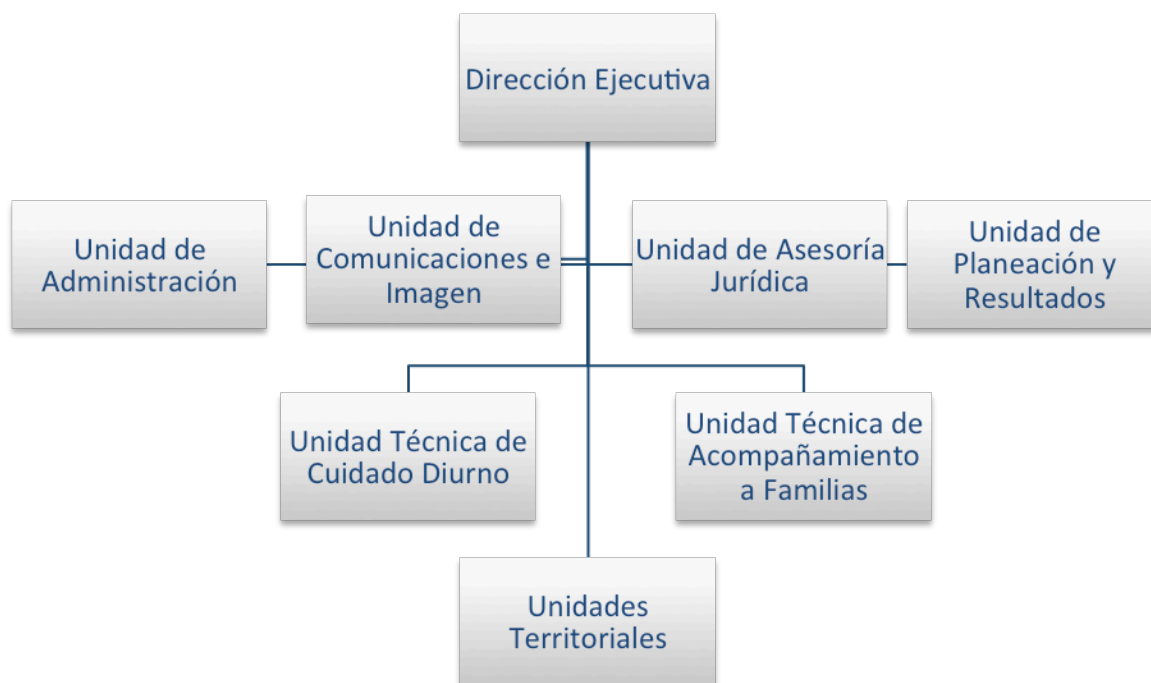 Dirección Ejecutiva
Unidad de
Administración
Unidad de
Comunicaciones e
Imagen
Unidad de Asesoría
Jurídica
Unidad de
Planeación y
Resultados
Unidad Técnica de
Cuidado Diurno
Unidad Técnica de
Acompañamiento
a Familias
Unidades
Territoriales